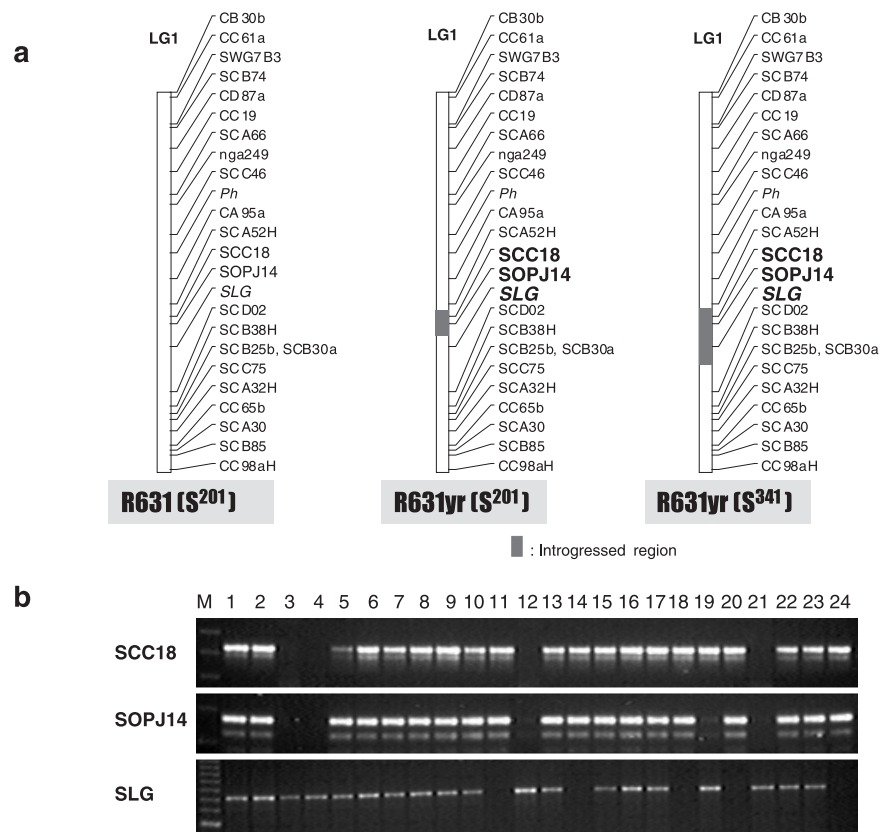 a
LG1
CB30b
CC61a
SWG7B3
SCB74
CD87a
CC19
SCA66
nga249
SCC46
Ph
CA95a
SCA52H
SCC18
SOPJ14
SLG
SCD02
SCB38H
SCB25b, SCB30a
SCC75
SCA32H
CC65b
SCA30
SCB85
CC98aH
R631 (S201)
LG1
CB30b
CC61a
SWG7B3
SCB74
CD87a
CC19
SCA66
nga249
SCC46
Ph
CA95a
SCA52H
SCC18
SOPJ14
SLG
SCD02
SCB38H
SCB25b, SCB30a
SCC75
SCA32H
CC65b
SCA30
SCB85
CC98aH
R631yr (S201)
LG1
CB30b
CC61a
SWG7B3
SCB74
CD87a
CC19
SCA66
nga249
SCC46
Ph
CA95a
SCA52H
SCC18
SOPJ14
SLG
SCD02
SCB38H
SCB25b, SCB30a
SCC75
SCA32H
CC65b
SCA30
SCB85
CC98aH
R631yr (S341)
: Introgressed region
b
M 1 2 3 4 5 6 7 8 9 10 11 12 13 14 15 16 17 18 19 20 21 22 23 24
SCC18
SOPJ14
SLG